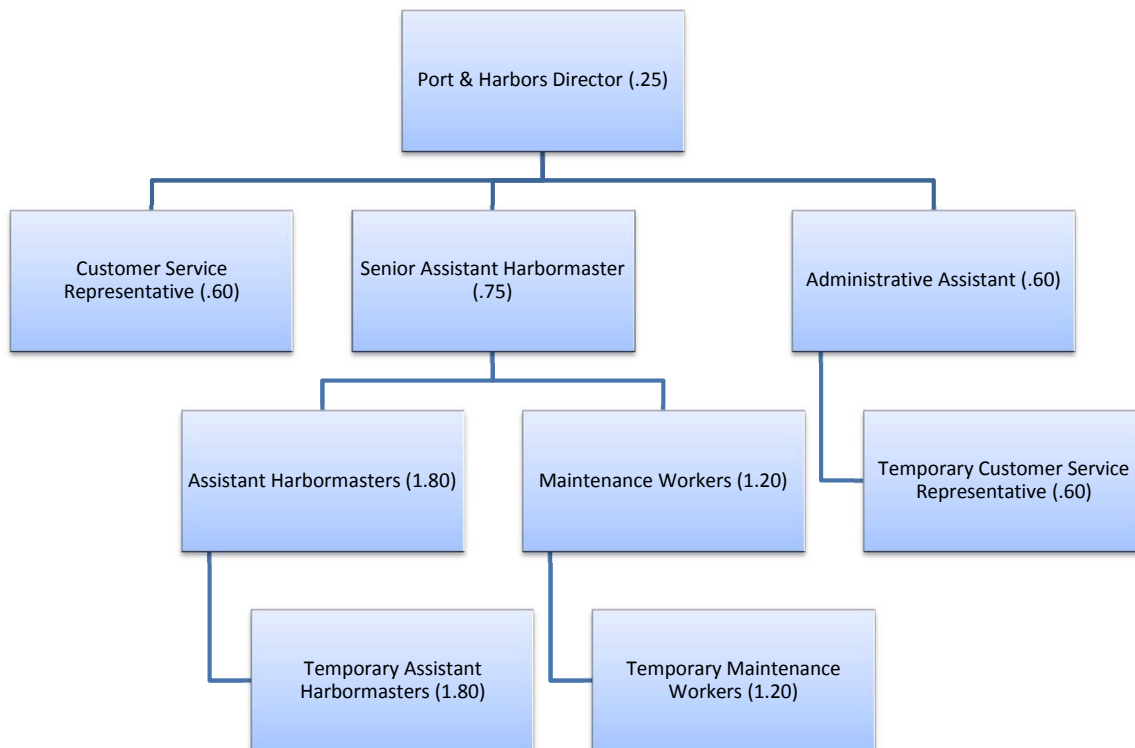 Port & Harbors Director (.25)
Customer Service
Representative (.60)
Senior Assistant Harbormaster
(.75)
Administrative Assistant (.60)
Assistant Harbormasters (1.80)
Maintenance Workers (1.20)
Temporary Customer Service
Representative (.60)
Temporary Assistant
Harbormasters (1.80)
Temporary Maintenance
Workers (1.20)